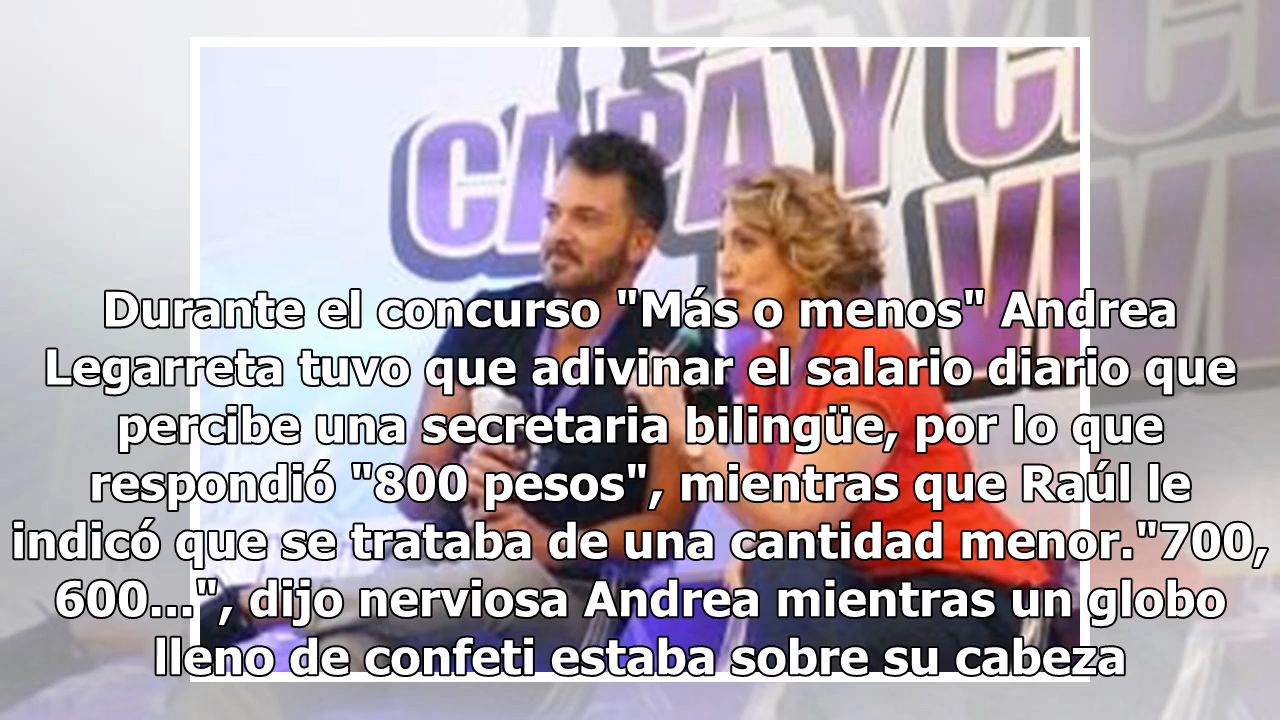 CAPA Y
VI
Durante el concurso "Más o menos" Andrea
Legarreta tuvo que adivinar el salario diario que
percibe una secretaria bilingüe, por lo que
respondió "800 pesos", mientras que Raúl le
indicó que se trataba de una cantidad menor."700,
600...", dijo nerviosa Andrea mientras un globo
lleno de confeti estaba sobre su cabeza